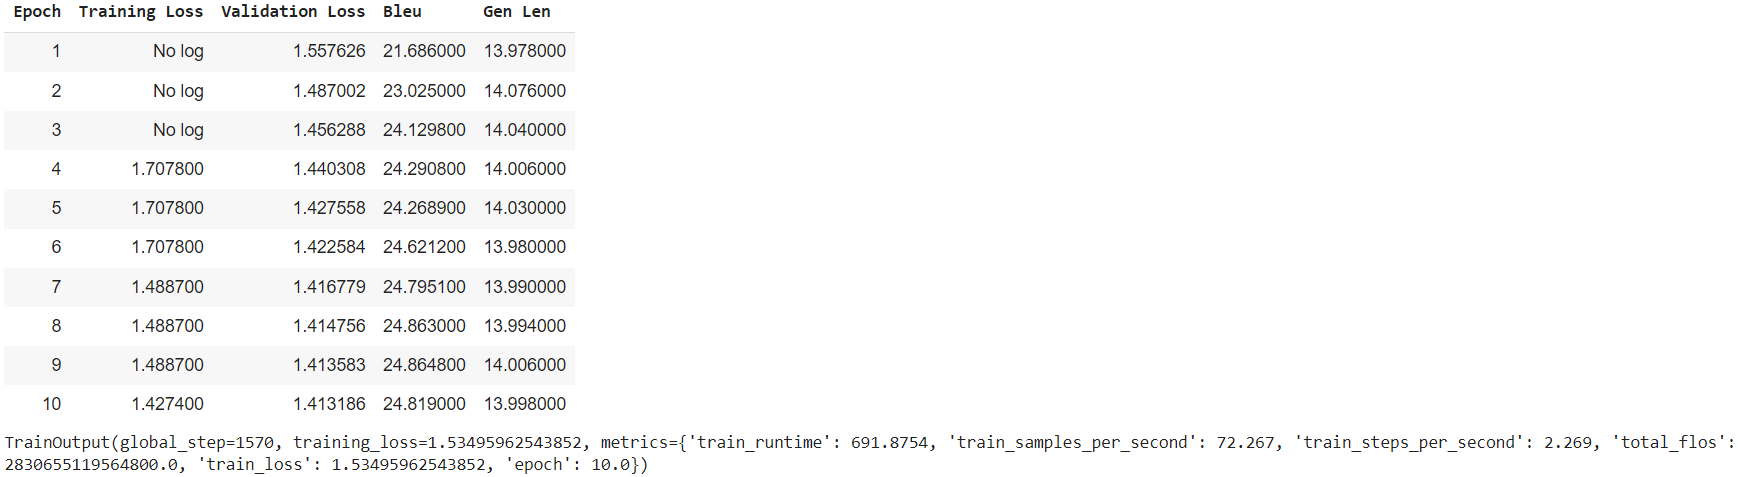 Epoch Training Loss Validation Loss Bleu Gen Len
1 No log 1.557626 21.686000 13.978000
2 No log 1.487002 23.025000 14.076000
3 No log 1.456288 24.129800 14.040000
4 1.707800 1.440308 24.290800 14.006000
5 1.707800 1.427558 24.268900 14.030000
6 1.707800 1.422584 24.621200 13.980000
7 1.488700 1.416779 24.795100 13.990000
8 1.488700 1.414756 24.863000 13.994000
9 1.488700 1.413583 24.864800 14.006000
10 1.427400 1.413186 24.819000 13.998000
TrainOutput(global_step=1570, training_loss=1.53495962543852, metrics={'train_runtime': 691.8754, 'train_samples_per_second': 72.267, 'train_steps_per_second': 2.269, 'total_flos':
2830655119564800.0, 'train_loss': 1.53495962543852, 'epoch': 10.0})